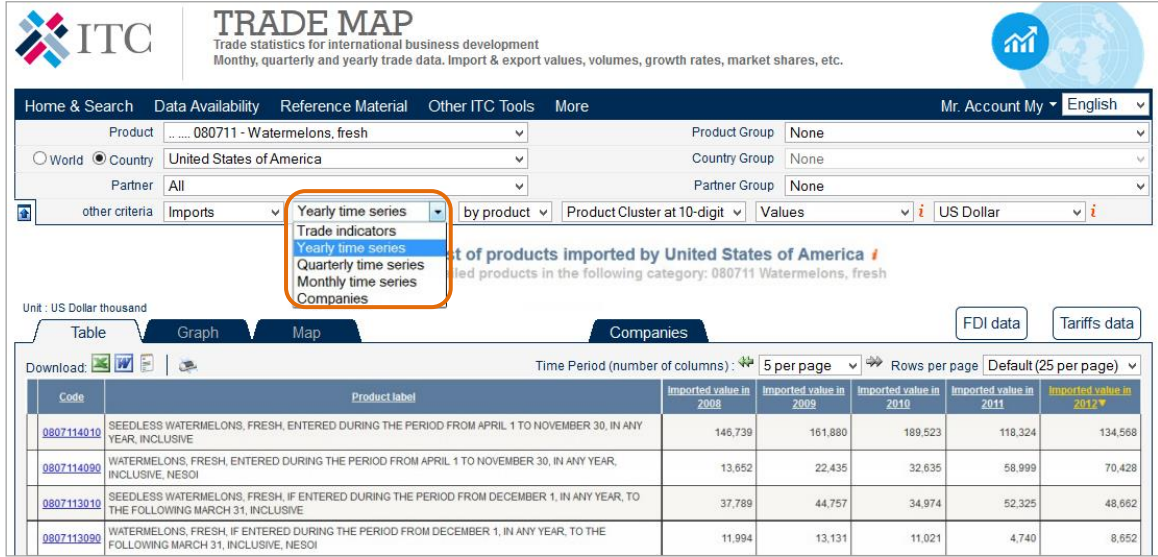 ITC
TRADE MAP
Trade statistics for international business development
Monthy, quarterly and yearly trade data. Import & export values, volumes, growth rates, market shares, etc.
Home & Search Data Availability Reference Material Other ITC Tools More Mr. Account My English
Product .. .... 080711 - Watermelons, fresh Product Group None
World Country United States of America Country Group None
Partner All Partner Group None
other criteria Imports Yearly time series by product Product Cluster at 10-digit Values i US Dollar i
Trade indicators
Yearly time series
Quarterly time series
Monthly time series
Companies
st of products imported by United States of America i
led products in the following category: 080711 Watermelons, fresh
Unit : US Dollar thousand
FDI data Tariffs data
Table Graph Map Companies
Download: Time Period (number of columns) : 5 per page Rows per page Default (25 per page)
Code Product label Imported value in 2008 Imported value in 2009 Imported value in 2010 Imported value in 2011 Imported value in 2012
0807114010 SEEDLESS WATERMELONS, FRESH, ENTERED DURING THE PERIOD FROM APRIL 1 TO NOVEMBER 30, IN ANY
YEAR, INCLUSIVE 146,739 161,880 189,523 118,324 134,568
0807114090 WATERMELONS, FRESH, ENTERED DURING THE PERIOD FROM APRIL 1 TO NOVEMBER 30, IN ANY YEAR,
INCLUSIVE, NESOI 13,652 22,435 32,635 58,999 70,428
0807113010 SEEDLESS WATERMELONS, FRESH, IF ENTERED DURING THE PERIOD FROM DECEMBER 1, IN ANY YEAR, TO
THE FOLLOWING MARCH 31, INCLUSIVE 37,789 44,757 34,974 52,325 48,662
0807113090 WATERMELONS, FRESH, IF ENTERED DURING THE PERIOD FROM DECEMBER 1, IN ANY YEAR, TO THE
FOLLOWING MARCH 31, INCLUSIVE, NESOI 11,994 13,131 11,021 4,740 8,652